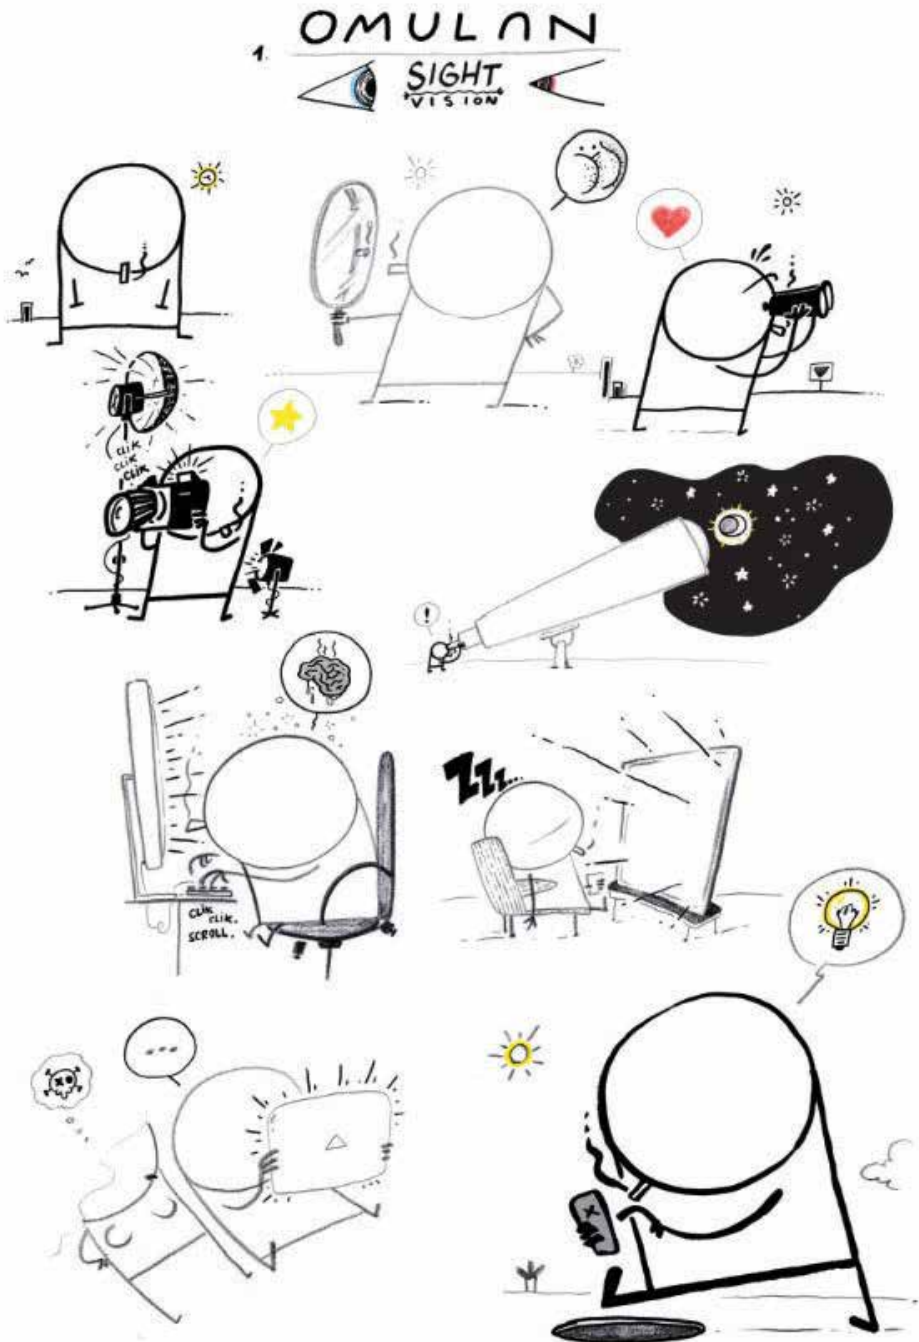 OMULAN
1.
SIGHT
VISION
CLIK
CLIK
CLIK
!
CLIK
CLIK.
SCROLL.
ZZZ...
...
X